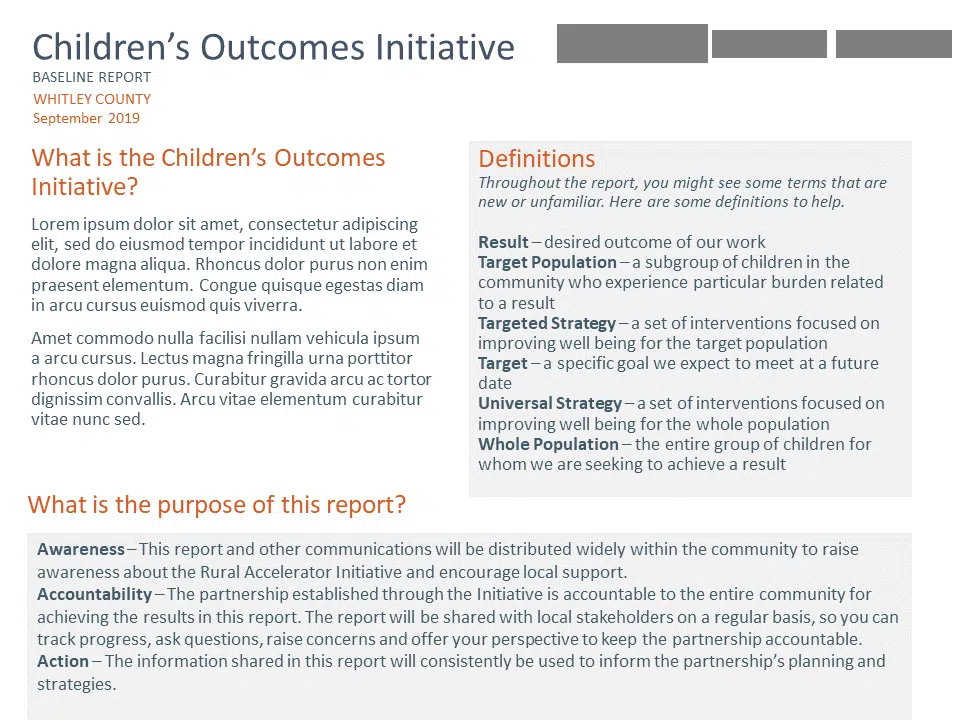 Children’s Outcomes Initiative
BASELINE REPORT
WHITLEY COUNTY
September 2019
What is the Children’s Outcomes
Initiative?
Lorem ipsum dolor sit amet, consectetur adipiscing
elit, sed do eiusmod tempor incididunt ut labore et
dolore magna aliqua. Rhoncus dolor purus non enim
praesent elementum. Congue quisque egestas diam
in arcu cursus euismod quis viverra.
Amet commodo nulla facilisi nullam vehicula ipsum
a arcu cursus. Lectus magna fringilla urna porttitor
rhoncus dolor purus. Curabitur gravida arcu ac tortor
dignissim convallis. Arcu vitae elementum curabitur
vitae nunc sed.
Definitions
Throughout the report, you might see some terms that are
new or unfamiliar. Here are some definitions to help.
Result – desired outcome of our work
Target Population – a subgroup of children in the
community who experience particular burden related
to a result
Targeted Strategy – a set of interventions focused on
improving well being for the target population
Target – a specific goal we expect to meet at a future
date
Universal Strategy – a set of interventions focused on
improving well being for the whole population
Whole Population – the entire group of children for
whom we are seeking to achieve a result
What is the purpose of this report?
Awareness – This report and other communications will be distributed widely within the community to raise
awareness about the Rural Accelerator Initiative and encourage local support.
Accountability – The partnership established through the Initiative is accountable to the entire community for
achieving the results in this report. The report will be shared with local stakeholders on a regular basis, so you can
track progress, ask questions, raise concerns and offer your perspective to keep the partnership accountable.
Action – The information shared in this report will consistently be used to inform the partnership’s planning and
strategies.